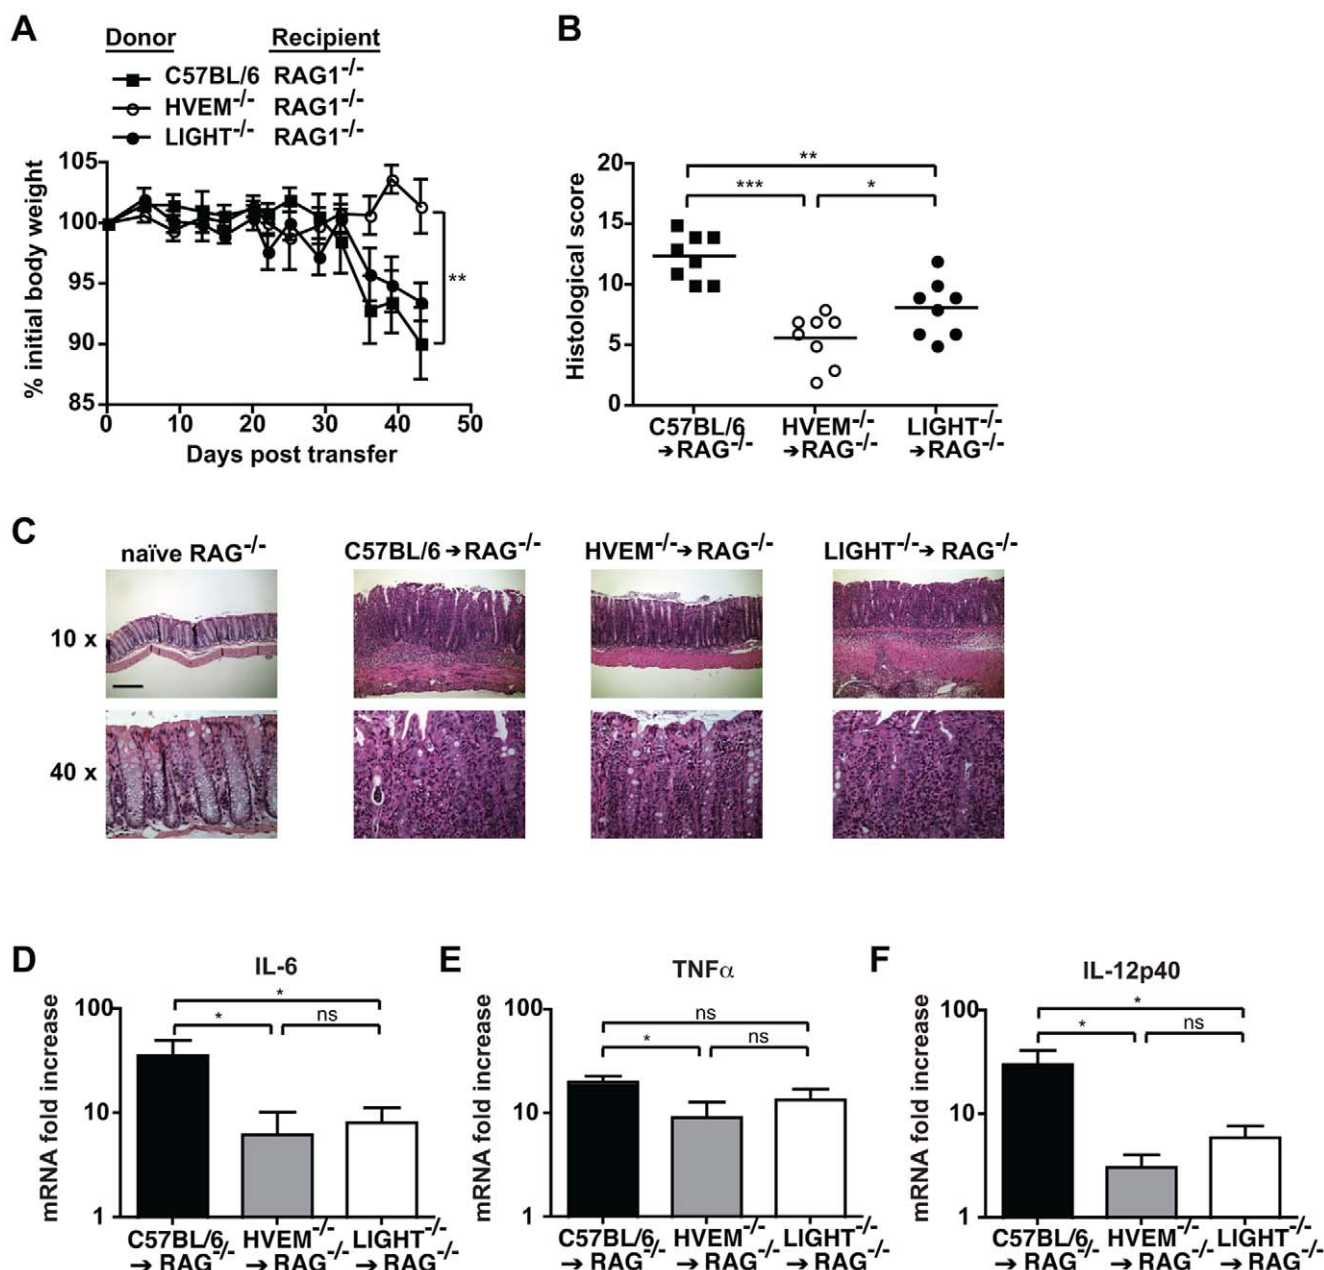 A
Donor Recipient
C57BL/6 RAG1-/-
HVEM-/- RAG1-/-
LIGHT-/- RAG1-/-
% initial body weight
105
100
95
90
85
**
0 10 20 30 40 50
Days post transfer
B
Histological score
20
15
10
5
0
**
*** *
C57BL/6 HVEM-/- LIGHT-/-
➔RAG-/- ➔RAG-/- ➔RAG-/-
C
naïve RAG-/- C57BL/6➔RAG-/- HVEM-/-➔RAG-/- LIGHT-/-➔RAG-/-
10 x
40 x
D
IL-6
mRNA fold increase
100
10
1
*
* ns
C57BL/6 HVEM-/- LIGHT-/-
➔ RAG-/- ➔ RAG-/- ➔ RAG-/-
E
TNFα
mRNA fold increase
100
10
1
ns
* ns
C57BL/6 HVEM-/- LIGHT-/-
➔ RAG-/- ➔ RAG-/- ➔ RAG-/-
F
IL-12p40
mRNA fold increase
100
10
1
*
* ns
C57BL/6 HVEM-/- LIGHT-/-
➔ RAG-/- ➔ RAG-/- ➔ RAG-/-